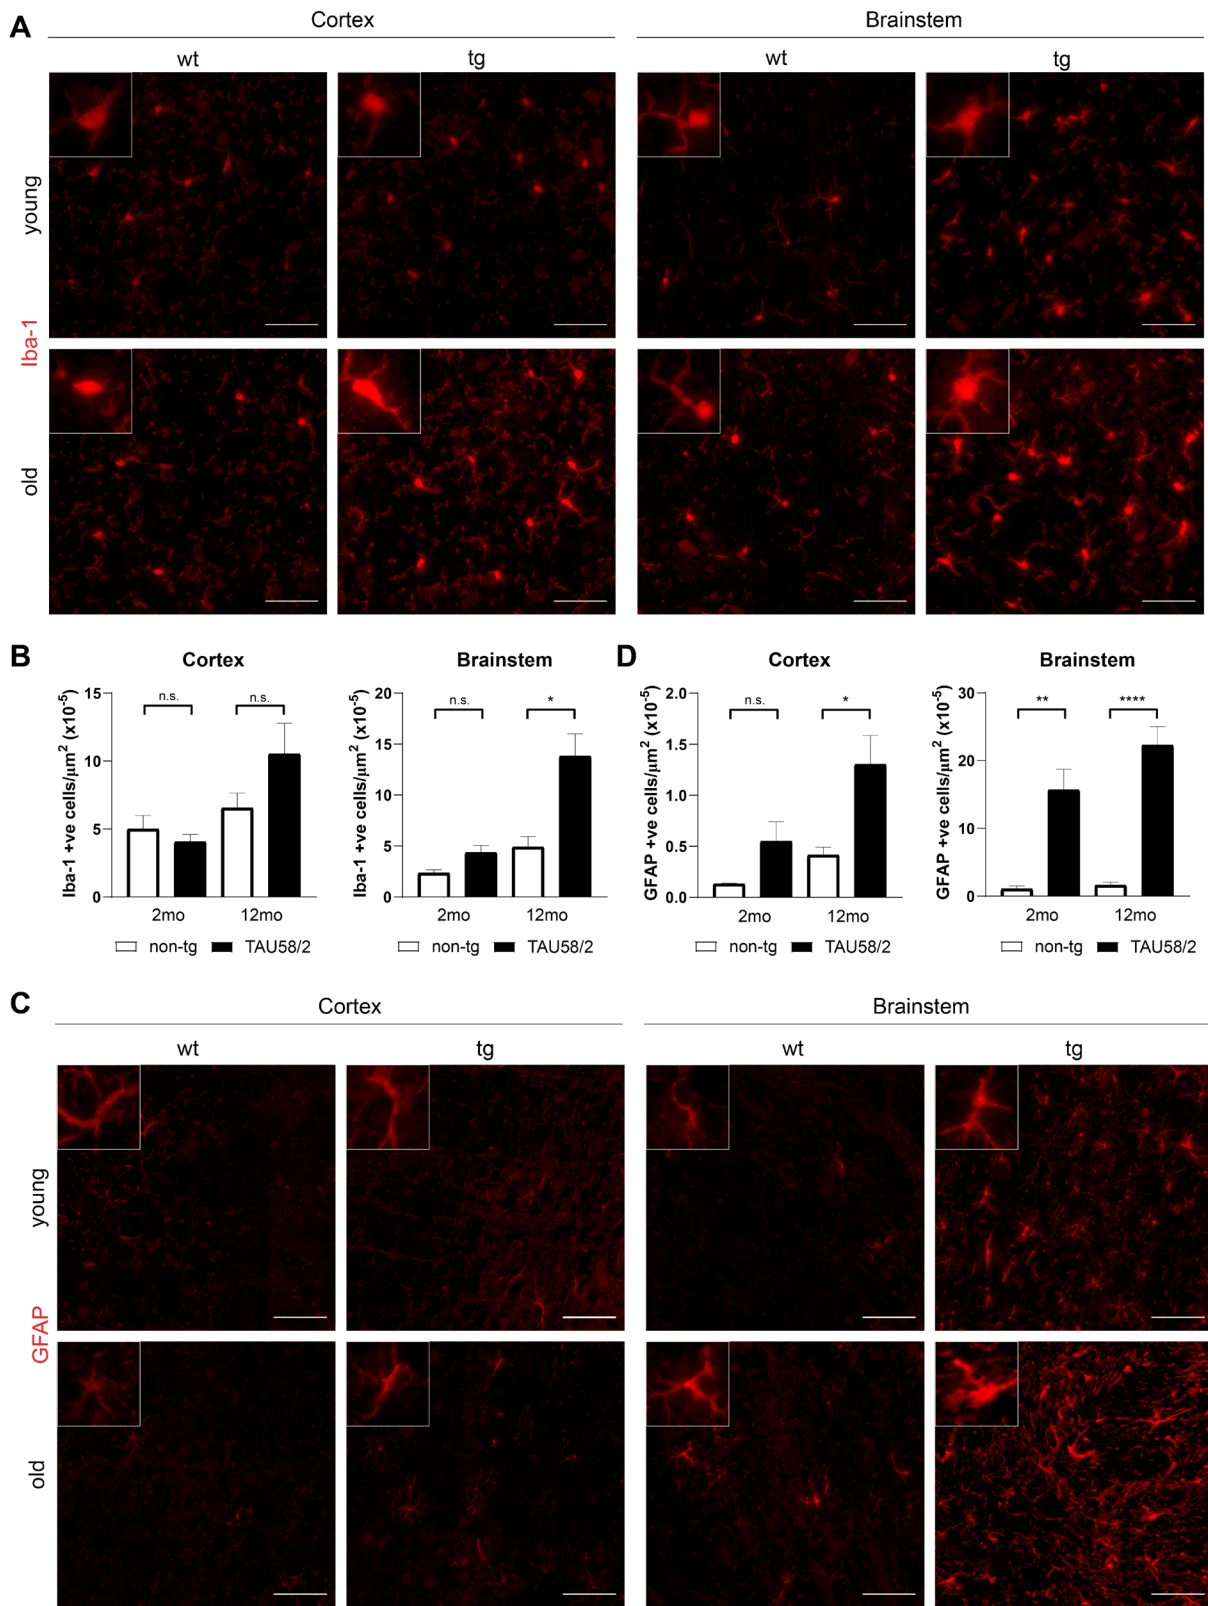 A
Cortex
Brainstem
wt
tg
wt
tg
young
Iba-1
old
B
Cortex
Iba-1 +ve cells/μm² (x10⁻⁵)
15
10
5
0
n.s.
n.s.
2mo
12mo
non-tg
TAU58/2
Brainstem
Iba-1 +ve cells/μm² (x10⁻⁵)
20
15
10
5
0
n.s.
*
2mo
12mo
non-tg
TAU58/2
D
Cortex
GFAP +ve cells/μm² (x10⁻⁵)
2.0
1.5
1.0
0.5
0.0
n.s.
*
2mo
12mo
non-tg
TAU58/2
Brainstem
GFAP +ve cells/μm² (x10⁻⁵)
30
20
10
0
**
****
2mo
12mo
non-tg
TAU58/2
C
Cortex
Brainstem
wt
tg
wt
tg
young
GFAP
old